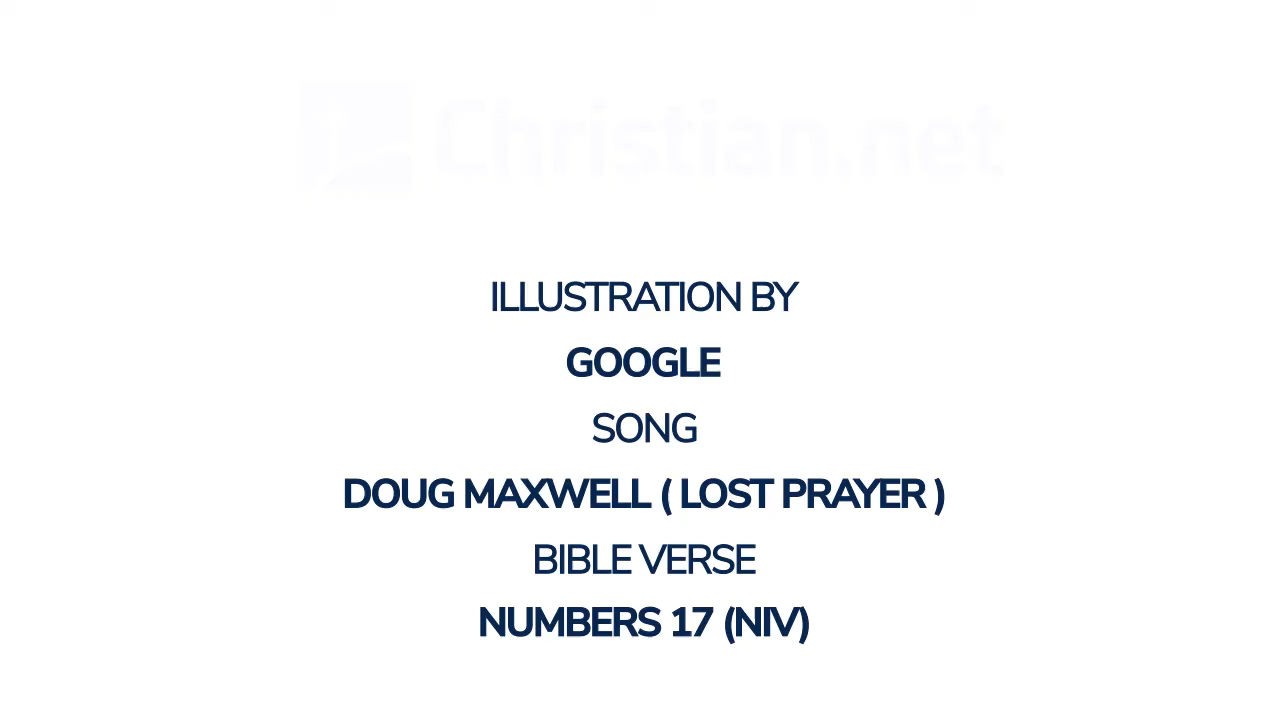 Christian.net
ILLUSTRATION BY
GOOGLE
SONG
DOUG MAXWELL ( LOST PRAYER )
BIBLE VERSE
NUMBERS 17 (NIV)